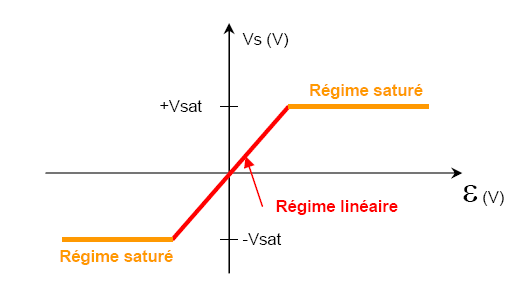 Vs (V)
Régime saturé
+Vsat
ε (V)
Régime linéaire
-Vsat
Régime saturé